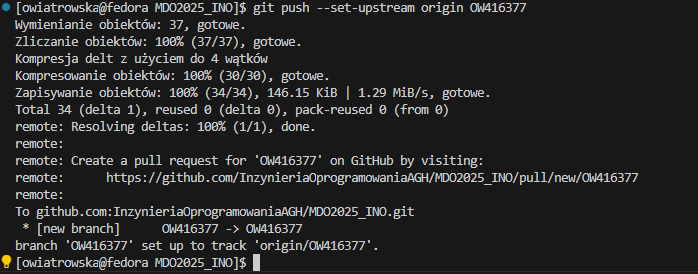 [owiatrowska@fedora MDO2025_INO]$ git push --set-upstream origin OW416377
Wymienianie obiektów: 37, gotowe.
Zliczanie obiektów: 100% (37/37), gotowe.
Kompresja delt z użyciem do 4 wątków
Kompresowanie obiektów: 100% (30/30), gotowe.
Zapisywanie obiektów: 100% (34/34), 146.15 KiB | 1.29 MiB/s, gotowe.
Total 34 (delta 1), reused 0 (delta 0), pack-reused 0 (from 0)
remote: Resolving deltas: 100% (1/1), done.
remote:
remote: Create a pull request for 'OW416377' on GitHub by visiting:
remote:      https://github.com/InzynieriaOprogramowaniaAGH/MDO2025_INO/pull/new/OW416377
remote:
To github.com:InzynieriaOprogramowaniaAGH/MDO2025_INO.git
 * [new branch]      OW416377 -> OW416377
branch 'OW416377' set up to track 'origin/OW416377'.
[owiatrowska@fedora MDO2025_INO]$